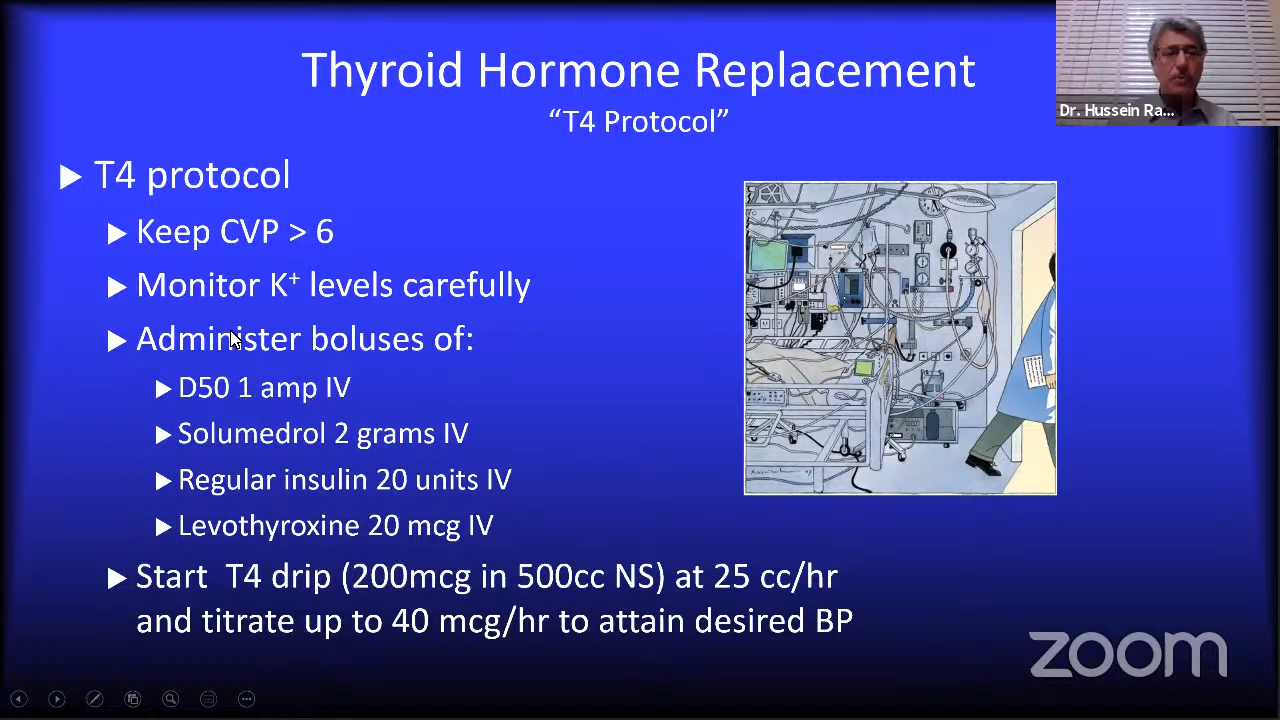 Thyroid Hormone Replacement
“T4 Protocol”
Dr. Hussein Ra...
T4 protocol
Keep CVP > 6
Monitor K⁺ levels carefully
Administer boluses of:
D50 1 amp IV
Solumedrol 2 grams IV
Regular insulin 20 units IV
Levothyroxine 20 mcg IV
Start T4 drip (200mcg in 500cc NS) at 25 cc/hr
and titrate up to 40 mcg/hr to attain desired BP
zoom